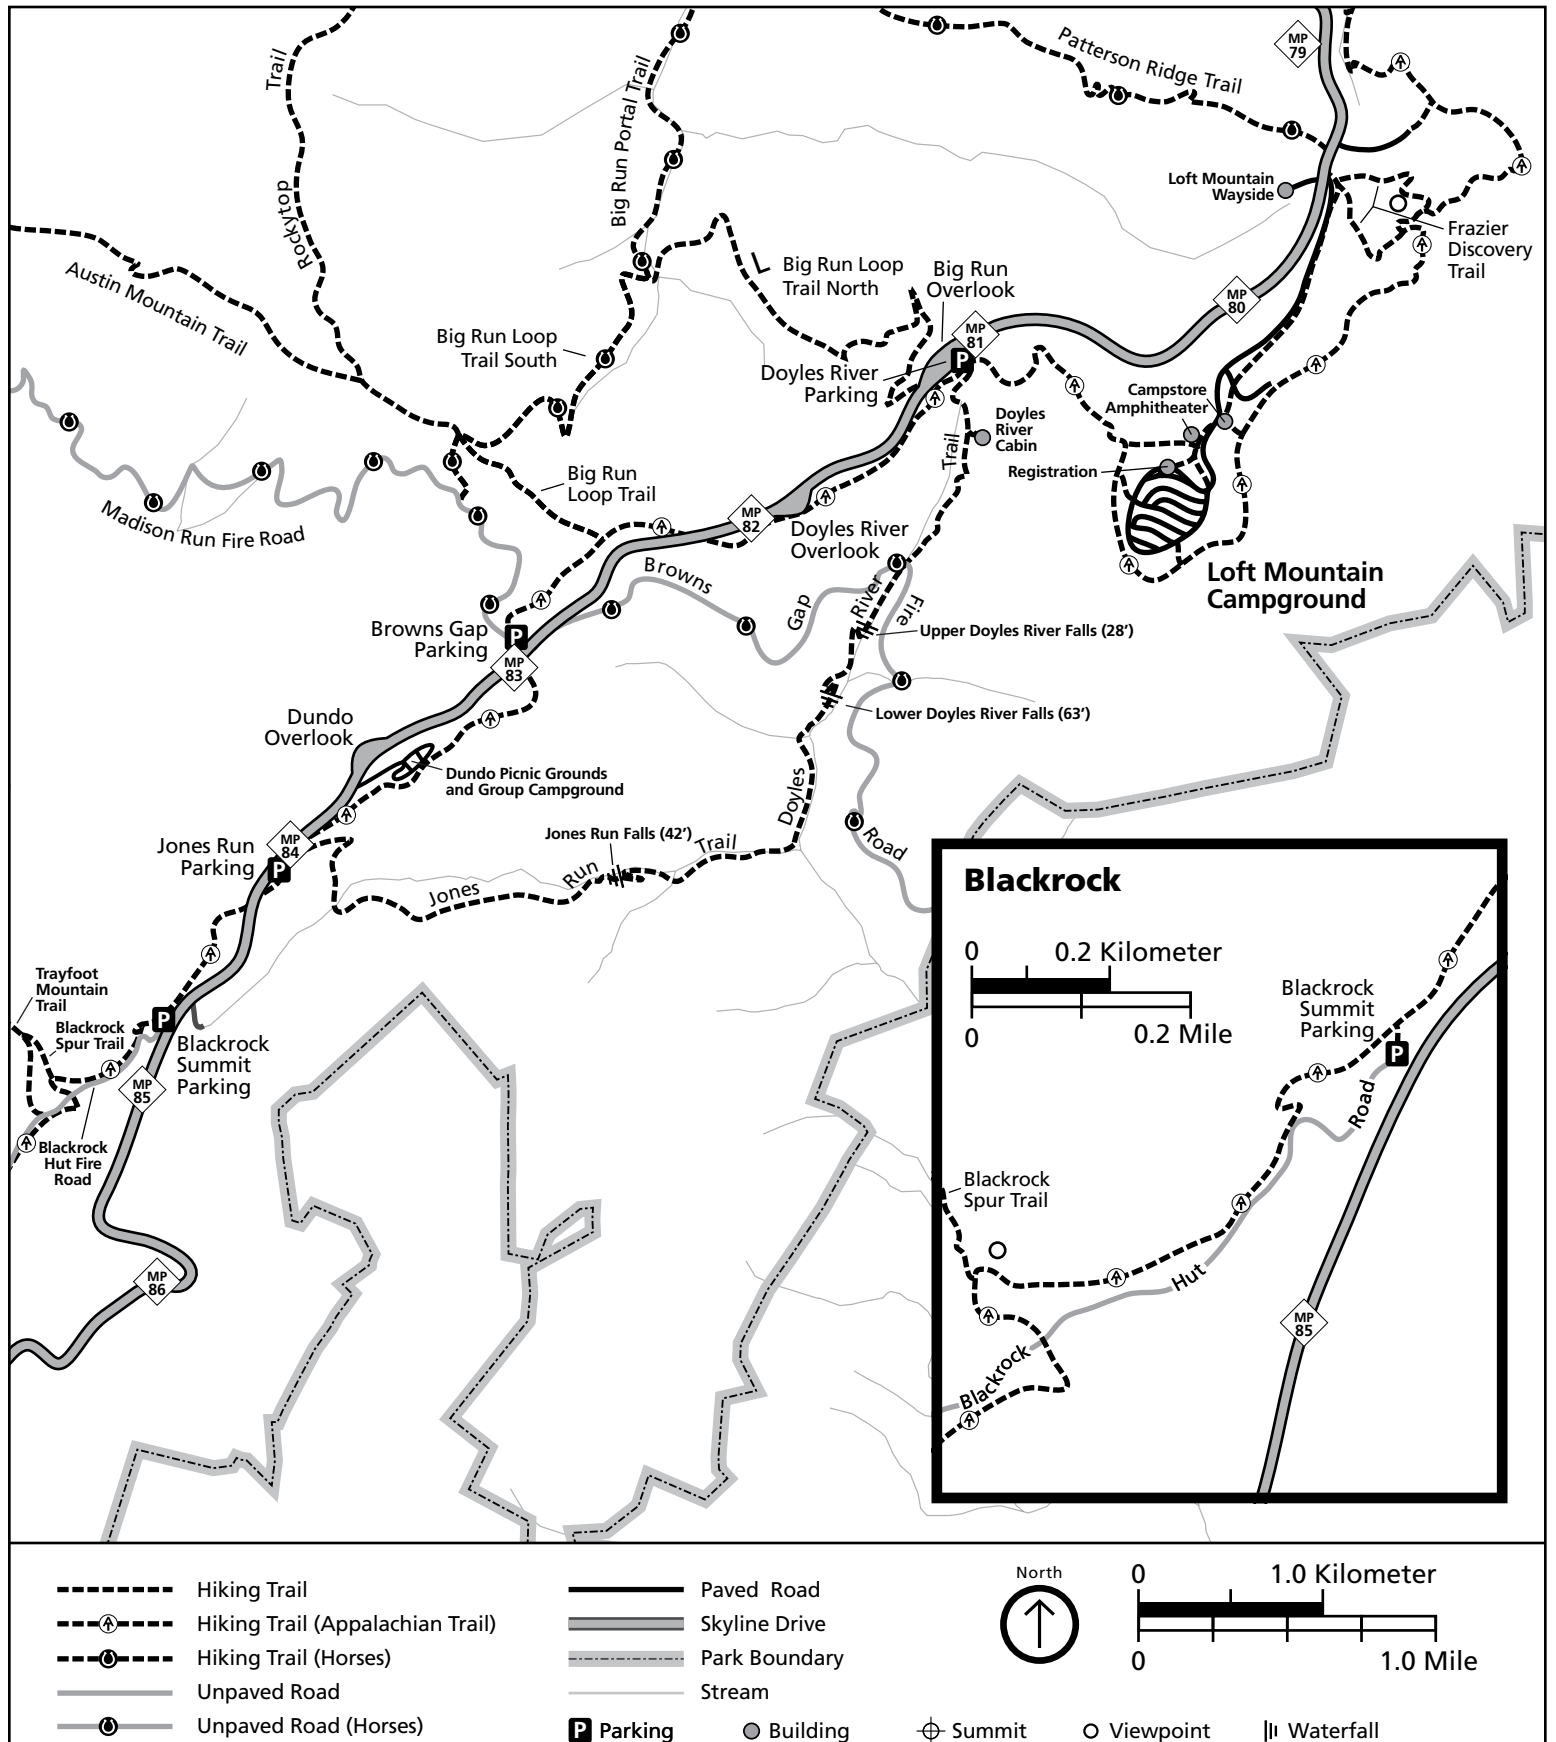 Trail
Rocky top
Big Run Portal Trail
Patterson Ridge Trail
MP
79
Loft Mountain
Wayside
Frazier
Discovery
Trail
Austin Mountain Trail
Big Run Loop
Trail North
Big Run
Overlook
MP
80
MP
81
Big Run Loop
Trail South
Doyles River
Parking
P
Campstore
Amphitheater
Doyles
River
Cabin
Trail
Registration
Big Run
Loop Trail
Madison Run Fire Road
MP
82
Doyles River
Overlook
Loft Mountain
Campground
Browns
Gap
River
Fire
Upper Doyles River Falls (28’)
Browns Gap
Parking
P
MP
83
Lower Doyles River Falls (63’)
Dundo
Overlook
Dundo Picnic Grounds
and Group Campground
Doyles
Road
Jones Run
Parking
MP
84
P
Jones Run Falls (42’)
Jones
Run
Trail
Trayfoot
Mountain
Trail
Blackrock
Spur Trail
P
Blackrock
Summit
Parking
MP
85
Blackrock
Hut Fire
Road
MP
86
Blackrock
0
0.2 Kilometer
0
0.2 Mile
Blackrock
Summit
Parking
P
Road
Blackrock
Spur Trail
Hut
Blackrock
MP
85
Hiking Trail
Hiking Trail (Appalachian Trail)
Hiking Trail (Horses)
Unpaved Road
Unpaved Road (Horses)
Paved Road
Skyline Drive
Park Boundary
Stream
P Parking
Building
Summit
Viewpoint
Waterfall
North
0
1.0 Kilometer
0
1.0 Mile